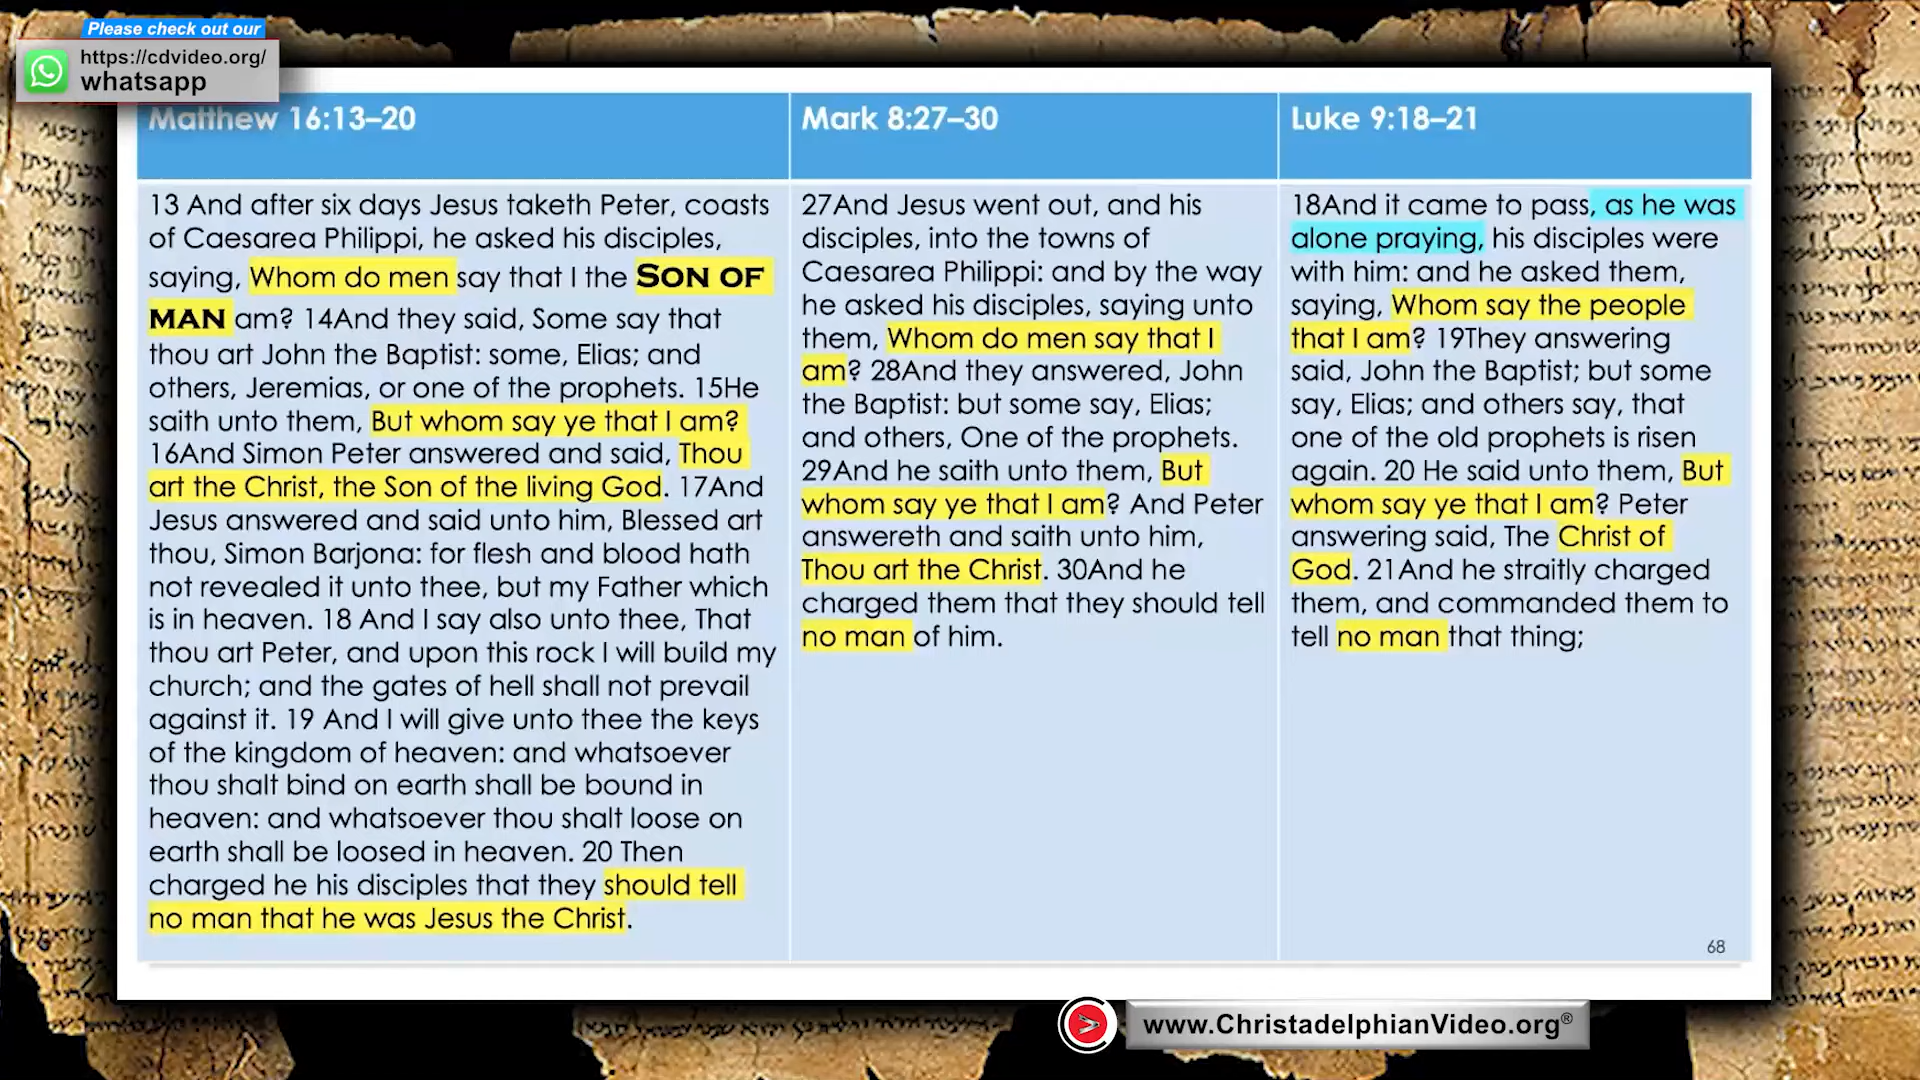 Please check out our
https://cdvideo.org/
whatsapp
Matthew 16:13–20
13 And after six days Jesus taketh Peter, coasts
of Caesarea Philippi, he asked his disciples,
saying, Whom do men say that I the SON OF
MAN am? 14And they said, Some say that
thou art John the Baptist: some, Elias; and
others, Jeremias, or one of the prophets. 15He
saith unto them, But whom say ye that I am?
16And Simon Peter answered and said, Thou
art the Christ, the Son of the living God. 17And
Jesus answered and said unto him, Blessed art
thou, Simon Barjona: for flesh and blood hath
not revealed it unto thee, but my Father which
is in heaven. 18 And I say also unto thee, That
thou art Peter, and upon this rock I will build my
church; and the gates of hell shall not prevail
against it. 19 And I will give unto thee the keys
of the kingdom of heaven: and whatsoever
thou shalt bind on earth shall be bound in
heaven: and whatsoever thou shalt loose on
earth shall be loosed in heaven. 20 Then
charged he his disciples that they should tell
no man that he was Jesus the Christ.
Mark 8:27–30
27And Jesus went out, and his
disciples, into the towns of
Caesarea Philippi: and by the way
he asked his disciples, saying unto
them, Whom do men say that I
am? 28And they answered, John
the Baptist: but some say, Elias;
and others, One of the prophets.
29And he saith unto them, But
whom say ye that I am? And Peter
answereth and saith unto him,
Thou art the Christ. 30And he
charged them that they should tell
no man of him.
Luke 9:18–21
18And it came to pass, as he was
alone praying, his disciples were
with him: and he asked them,
saying, Whom say the people
that I am? 19They answering
said, John the Baptist; but some
say, Elias; and others say, that
one of the old prophets is risen
again. 20 He said unto them, But
whom say ye that I am? Peter
answering said, The Christ of
God. 21And he straitly charged
them, and commanded them to
tell no man that thing;
68
www.ChristadelphianVideo.org®